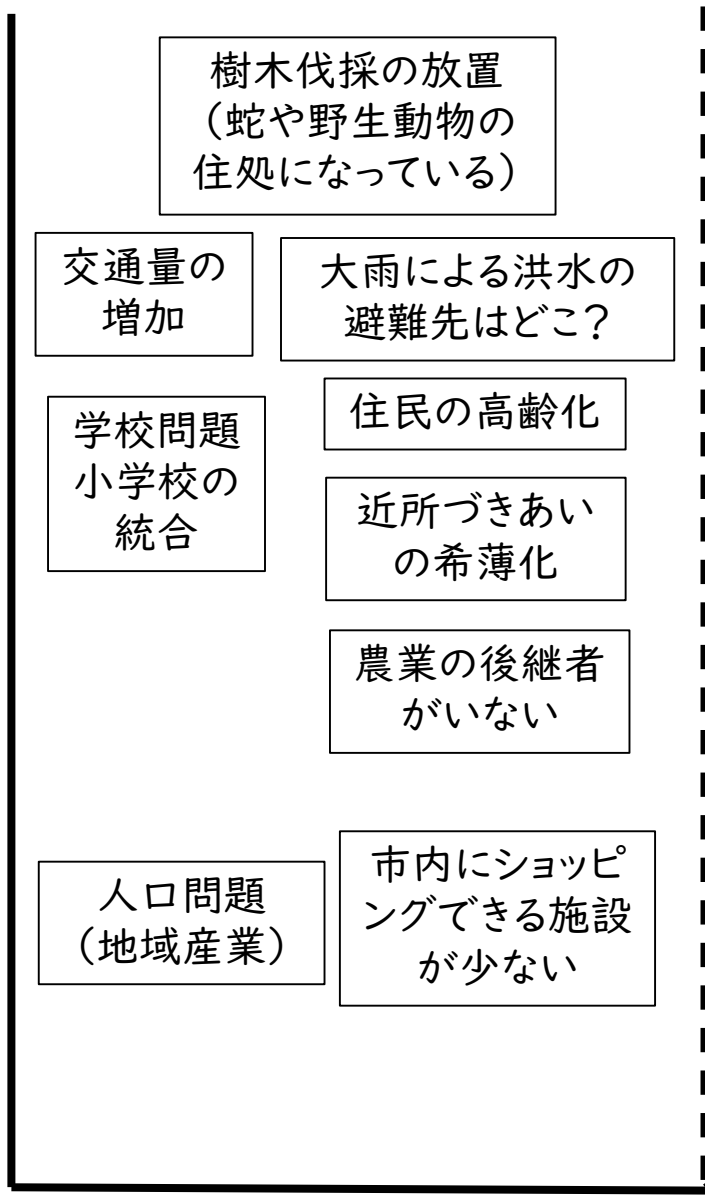 樹木伐採の放置
(蛇や野生動物の
住処になっている)
交通量の
増加
大雨による洪水の
避難先はどこ?
学校問題
小学校の
統合
住民の高齢化
近所づきあい
の希薄化
農業の後継者
がいない
人口問題
(地域産業)
市内にショッピ
ングできる施設
が少ない